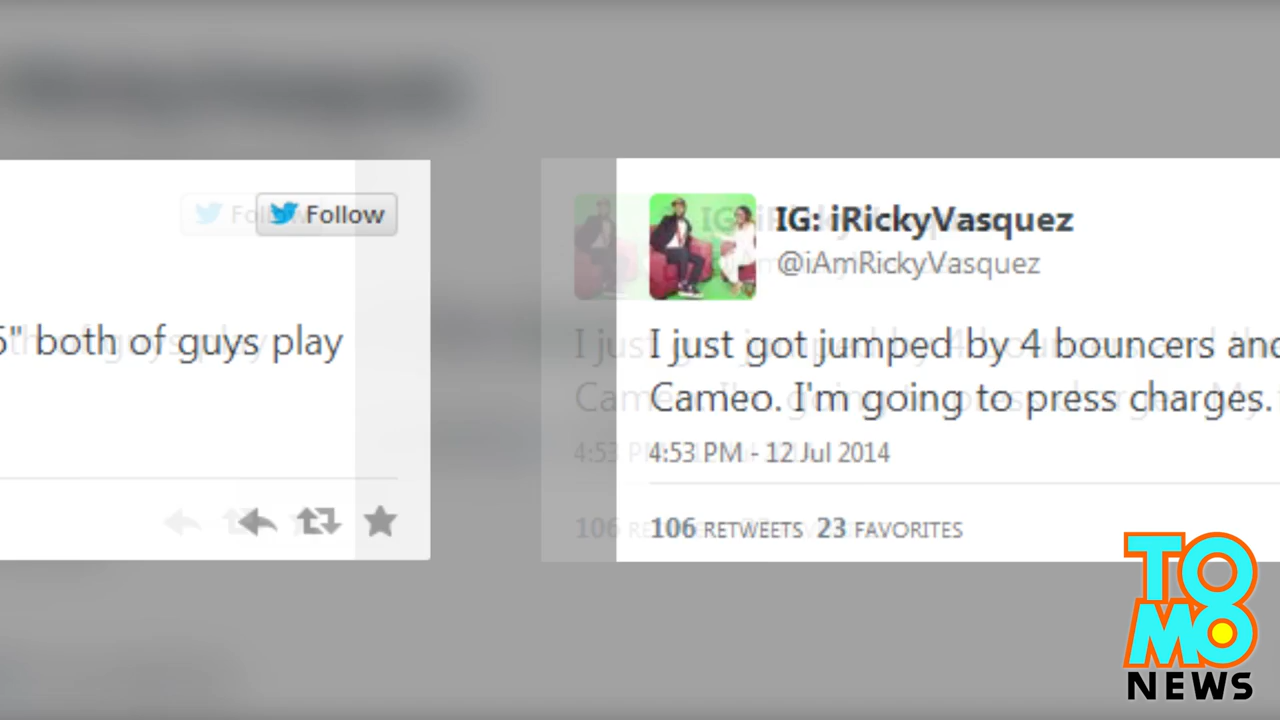 Follow
5" both of guys play
IG: iRickyVasquez
@iAmRickyVasquez
I just got jumped by 4 bouncers and
Cameo. I'm going to press charges.
4:53 PM - 12 Jul 2014
106 RETWEETS 23 FAVORITES
TOMO
NEWS